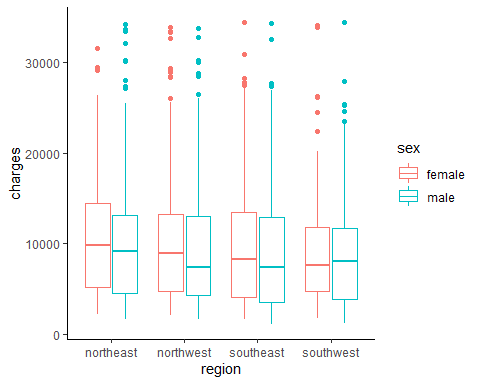 30000
20000
10000
0
charges
northeast northwest southeast southwest
region
sex
female
male